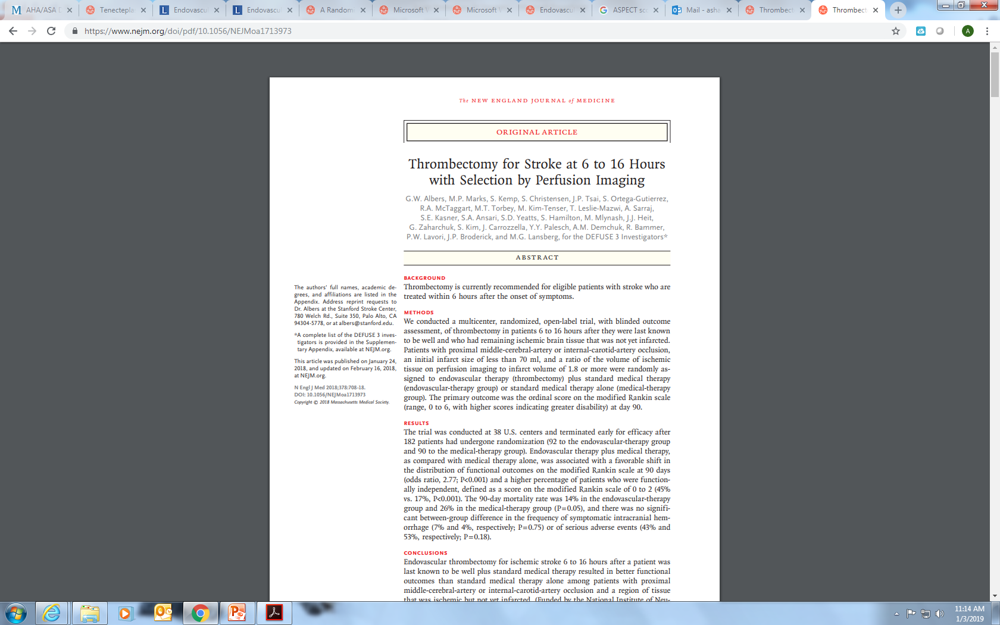 AHA/ASA D
Tenectepla
Endovascu
Endovascu
A Random
Microsoft W
Microsoft W
Endovascu
ASPECT sc
Mail - asha
Thrombect
Thrombect
https://www.nejm.org/doi/pdf/10.1056/NEJMoa1713973
A
The NEW ENGLAND JOURNAL of MEDICINE
ORIGINAL ARTICLE
Thrombectomy for Stroke at 6 to 16 Hours
with Selection by Perfusion Imaging
G.W. Albers, M.P. Marks, S. Kemp, S. Christensen, J.P. Tsai, S. Ortega-Gutierrez,
R.A. McTaggart, M.T. Torbey, M. Kim-Tenser, T. Leslie-Mazwi, A. Sarraj,
S.E. Kasner, S.A. Ansari, S.D. Yeatts, S. Hamilton, M. Mlynash, J.J. Heit,
G. Zaharchuk, S. Kim, J. Carrozzella, Y.Y. Palesch, A.M. Demchuk, R. Bammer,
P.W. Lavori, J.P. Broderick, and M.G. Lansberg, for the DEFUSE 3 Investigators*
ABSTRACT
The authors' full names, academic de-
grees, and affiliations are listed in the
Appendix. Address reprint requests to
Dr. Albers at the Stanford Stroke Center,
780 Welch Rd., Suite 350, Palo Alto, CA
94304-5778, or at albers@stanford.edu.
*A complete list of the DEFUSE 3 inves-
tigators is provided in the Supplemen-
tary Appendix, available at NEJM.org.
This article was published on January 24,
2018, and updated on February 16, 2018,
at NEJM.org.
N Engl J Med 2018;378:708-18.
DOI: 10.1056/NEJMoa1713973
Copyright © 2018 Massachusetts Medical Society.
BACKGROUND
Thrombectomy is currently recommended for eligible patients with stroke who are
treated within 6 hours after the onset of symptoms.
METHODS
We conducted a multicenter, randomized, open-label trial, with blinded outcome
assessment, of thrombectomy in patients 6 to 16 hours after they were last known
to be well and who had remaining ischemic brain tissue that was not yet infarcted.
Patients with proximal middle-cerebral-artery or internal-carotid-artery occlusion,
an initial infarct size of less than 70 ml, and a ratio of the volume of ischemic
tissue on perfusion imaging to infarct volume of 1.8 or more were randomly as-
signed to endovascular therapy (thrombectomy) plus standard medical therapy
(endovascular-therapy group) or standard medical therapy alone (medical-therapy
group). The primary outcome was the ordinal score on the modified Rankin scale
(range, 0 to 6, with higher scores indicating greater disability) at day 90.
RESULTS
The trial was conducted at 38 U.S. centers and terminated early for efficacy after
182 patients had undergone randomization (92 to the endovascular-therapy group
and 90 to the medical-therapy group). Endovascular therapy plus medical therapy,
as compared with medical therapy alone, was associated with a favorable shift in
the distribution of functional outcomes on the modified Rankin scale at 90 days
(odds ratio, 2.77; P<0.001) and a higher percentage of patients who were function-
ally independent, defined as a score on the modified Rankin scale of 0 to 2 (45%
vs. 17%, P<0.001). The 90-day mortality rate was 14% in the endovascular-therapy
group and 26% in the medical-therapy group (P=0.05), and there was no signifi-
cant between-group difference in the frequency of symptomatic intracranial hem-
orrhage (7% and 4%, respectively; P=0.75) or of serious adverse events (43% and
53%, respectively; P=0.18).
CONCLUSIONS
Endovascular thrombectomy for ischemic stroke 6 to 16 hours after a patient was
last known to be well plus standard medical therapy resulted in better functional
outcomes than standard medical therapy alone among patients with proximal
middle-cerebral-artery or internal-carotid-artery occlusion and a region of tissue
that was ischemic but not yet infarcted. (Funded by the National Institute of Neu-
11:14 AM
1/3/2019